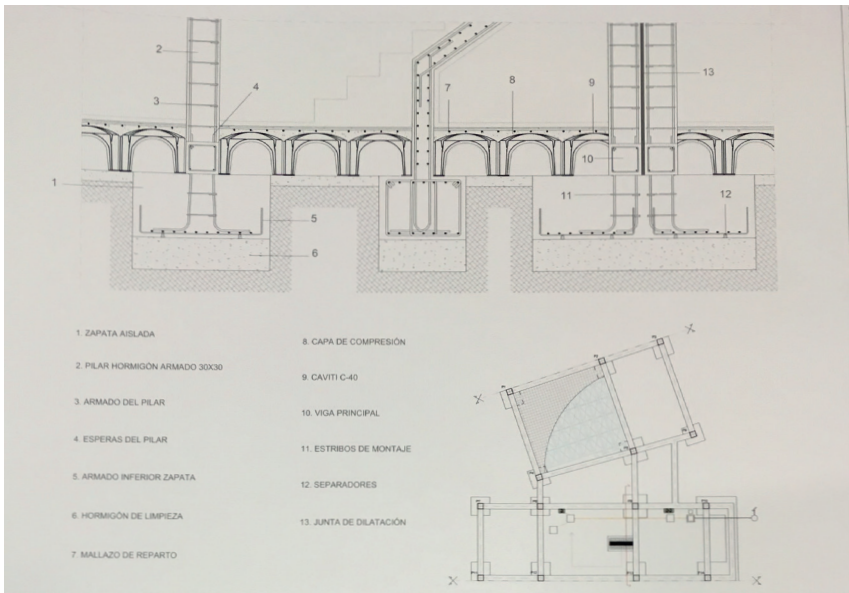 2
3
4
7
8
9
13
10
1
5
6
11
12
1. ZAPATA AISLADA
2. PILAR HORMIGÓN ARMADO 30X30
3. ARMADO DEL PILAR
4. ESPERAS DEL PILAR
5. ARMADO INFERIOR ZAPATA
6. HORMIGÓN DE LIMPIEZA
7. MALLAZO DE REPARTO
8. CAPA DE COMPRESIÓN
9. CAVITI C-40
10. VIGA PRINCIPAL
11. ESTRIBOS DE MONTAJE
12. SEPARADORES
13. JUNTA DE DILATACIÓN